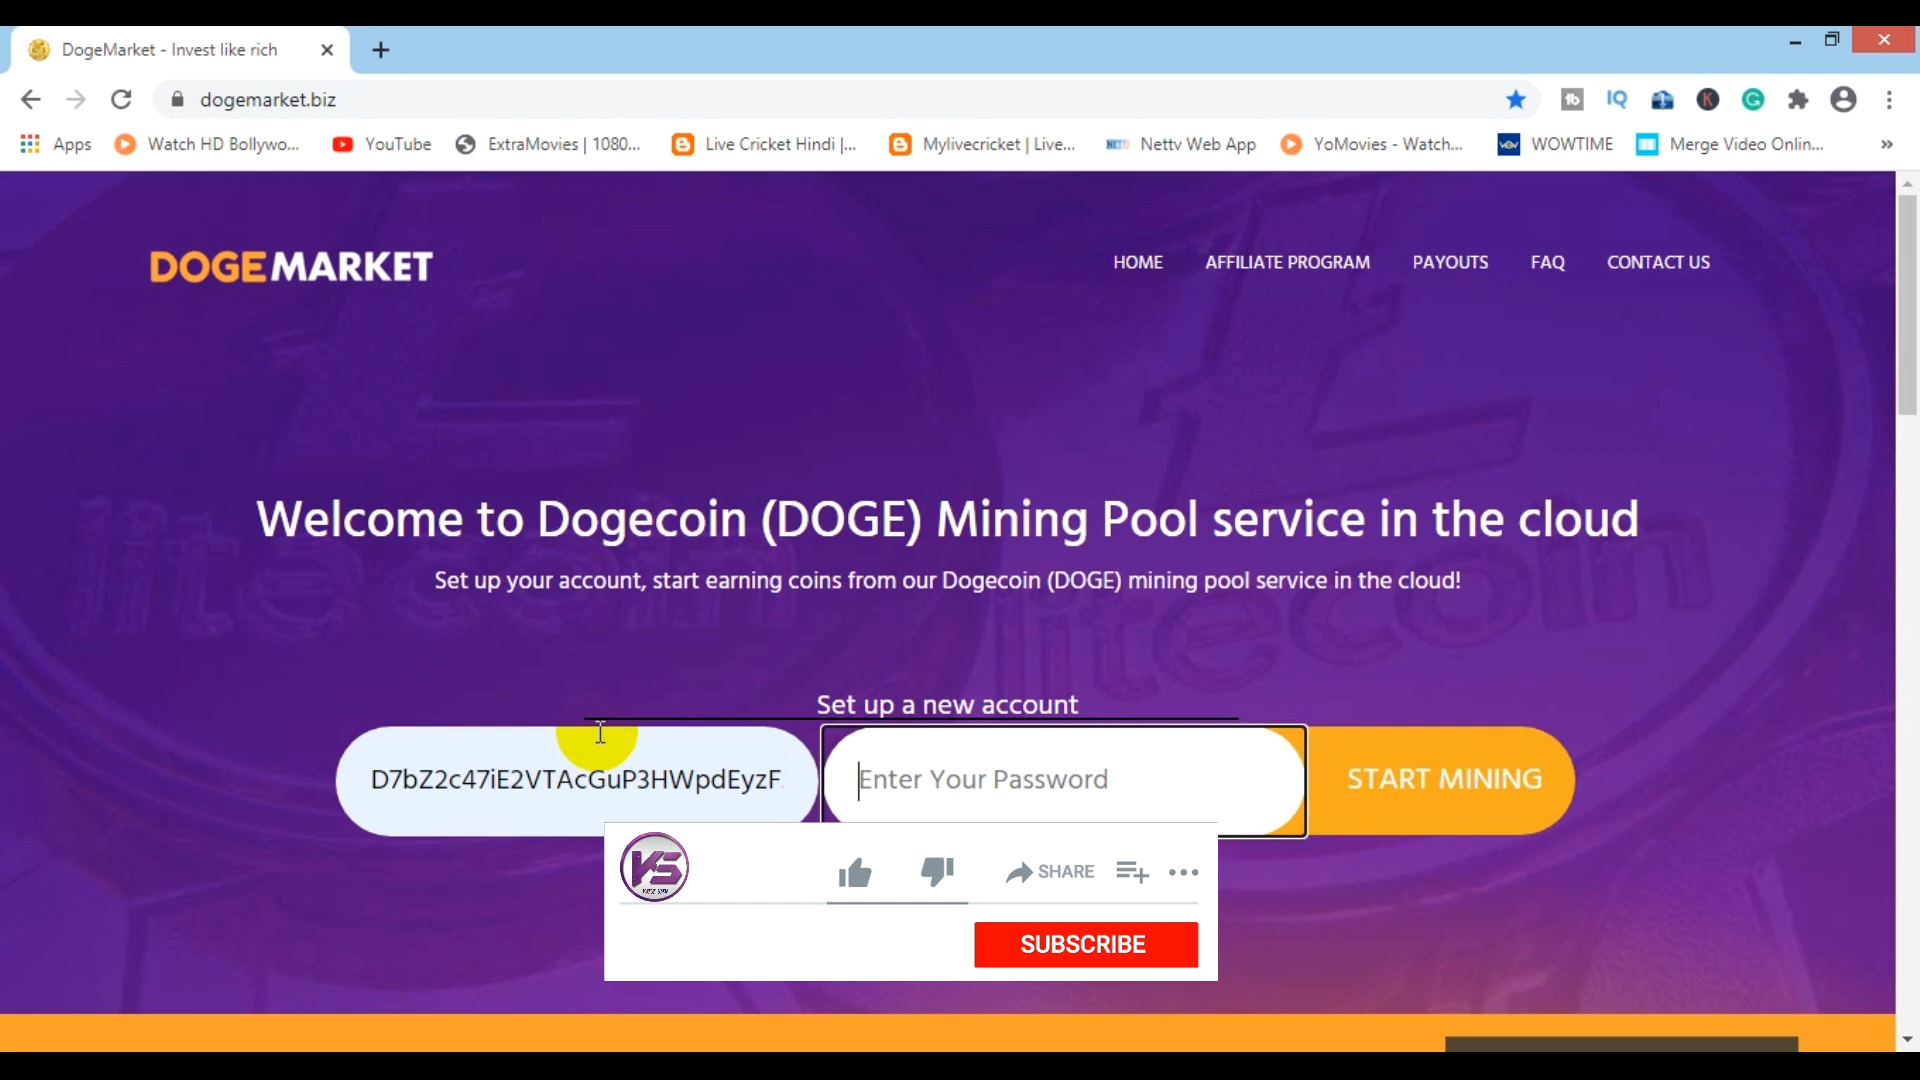 DogeMarket - Invest like rich
dogemarket.biz
Apps
Watch HD Bollywo...
YouTube
ExtraMovies | 1080...
Live Cricket Hindi |...
Mylivecricket | Live...
Nettv Web App
YoMovies - Watch...
WOWTIME
Merge Video Onlin...
DOGEMARKET
HOME
AFFILIATE PROGRAM
PAYOUTS
FAQ
CONTACT US
litecoin
litecoin
Welcome to Dogecoin (DOGE) Mining Pool service in the cloud
Set up your account, start earning coins from our Dogecoin (DOGE) mining pool service in the cloud!
Set up a new account
D7bZ2c47iE2VTAcGuP3HWpdEyzF
Enter Your Password
START MINING
SHARE
SUBSCRIBE